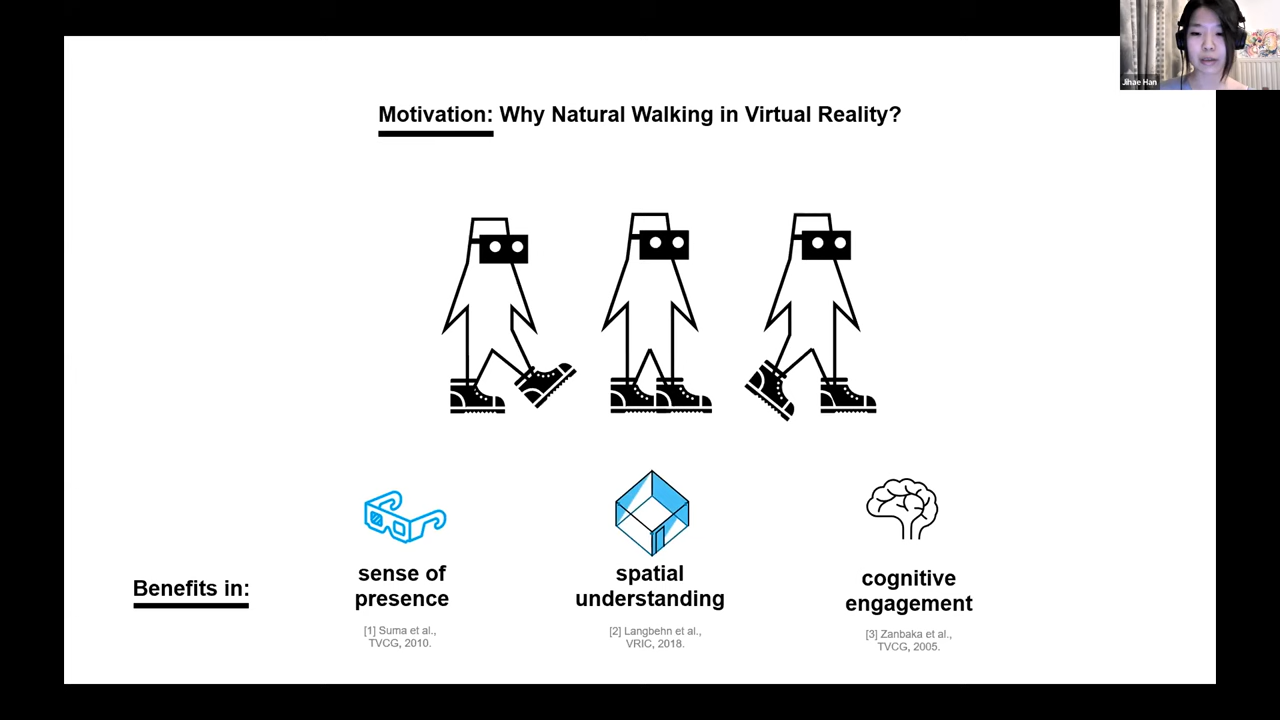 Jihae Han
Motivation: Why Natural Walking in Virtual Reality?
Benefits in:
sense of
presence
[1] Suma et al.,
TVCG, 2010.
spatial
understanding
[2] Langbehn et al.,
VRIC, 2018.
cognitive
engagement
[3] Zanbaka et al.,
TVCG, 2005.